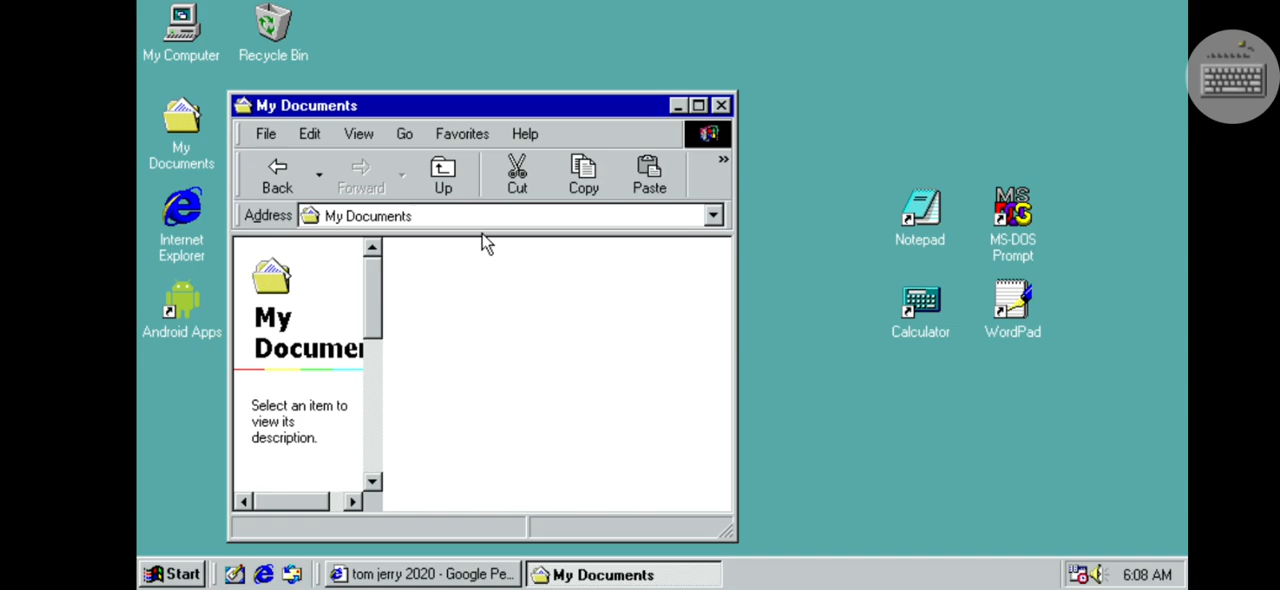 My Computer
Recycle Bin
My
Documents
Internet
Explorer
Android Apps
My Documents
File Edit View Go Favorites Help
Back Forward Up Cut Copy Paste »
Address My Documents
My
Documen
Select an item to
view its
description.
Notepad
MS-DOS
Prompt
Calculator
WordPad
Start
tom jerry 2020 - Google Pe...
My Documents
6:08 AM